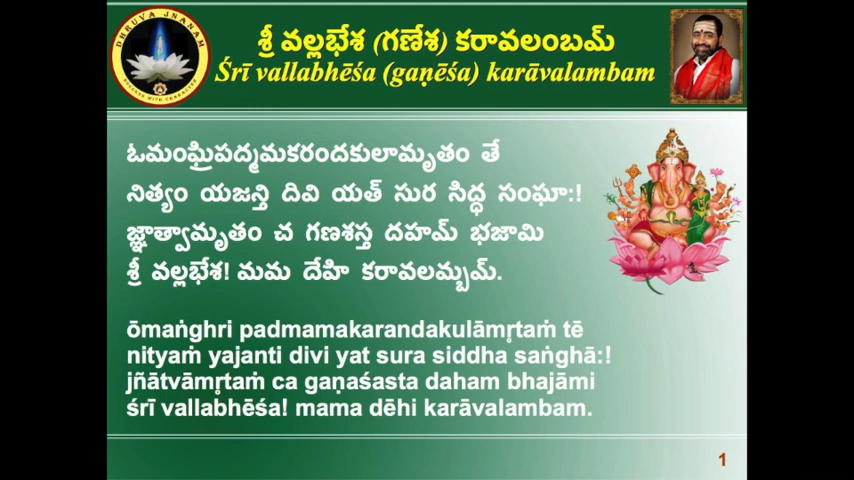 DHRUVA JNANAM
శ్రీ వల్లభేశ (గణేశ) కరావలంబమ్
Śrī vallabhēśa (gaṇēśa) karāvalambam
ఓమంఘ్రిపద్మమకరందకులామృతం తే
నిత్యం యజన్తి దివి యత్ సుర సిద్ధ సంఘా:!
జ్ఞాత్వామృతం చ గణశస్త దహమ్ భజామి
శ్రీ వల్లభేశ! మమ దేహి కరావలమ్బమ్.
ōmaṅghri padmamakarandakulāmṛtaṁ tē
nityaṁ yajanti divi yat sura siddha saṅghā:!
jñātvāmṛtaṁ ca gaṇaśasta daham bhajāmi
śrī vallabhēśa! mama dēhi karāvalambam.
1